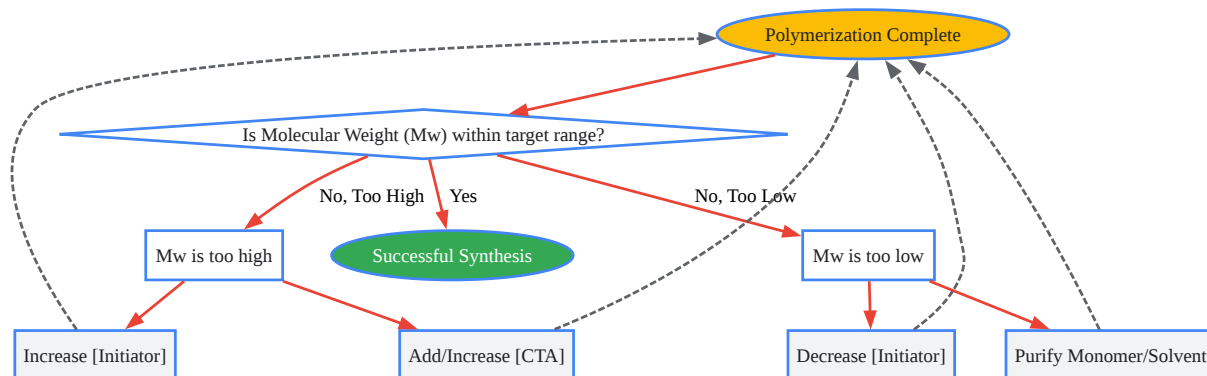 Polymerization Complete
Is Molecular Weight (Mw) within target range?
No, Too High
Yes
No, Too Low
Mw is too high
Successful Synthesis
Mw is too low
Increase [Initiator]
Add/Increase [CTA]
Decrease [Initiator]
Purify Monomer/Solvent